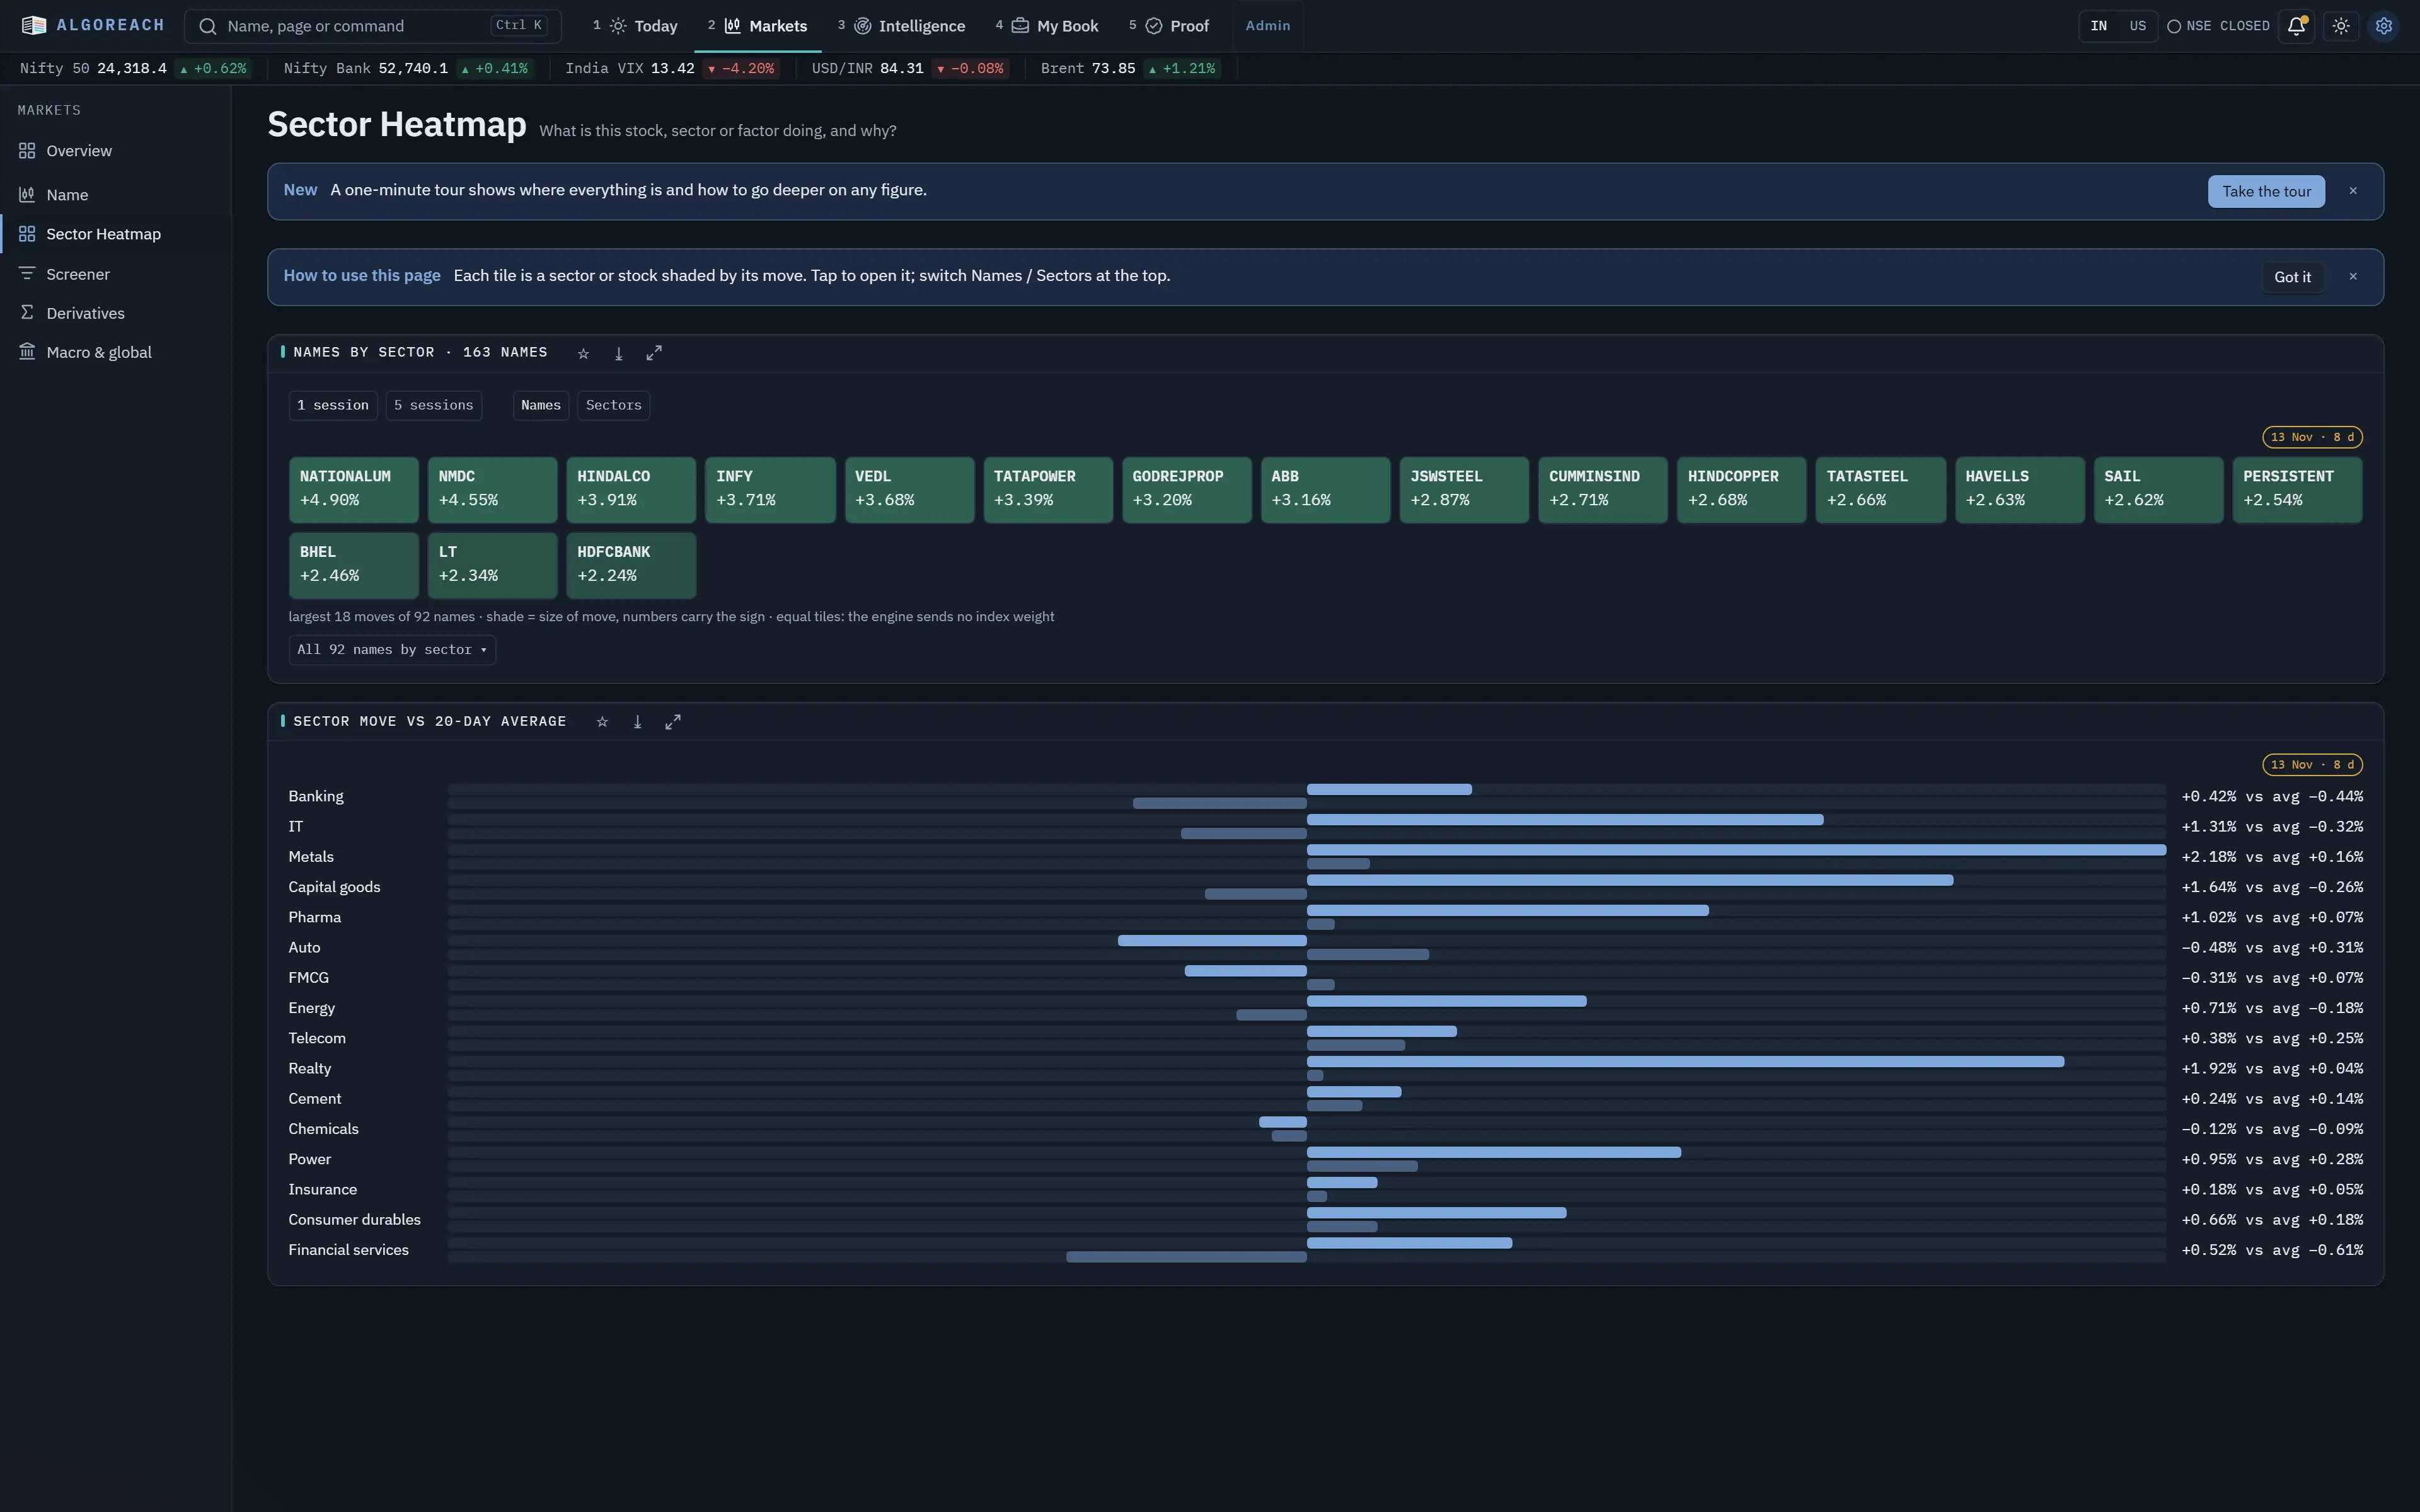 ALGOREACH Name, page or command Ctrl K 1 Today 2 Markets 3 Intelligence 4 My Book 5 Proof Admin IN US NSE CLOSED
Nifty 50 24,318.4 ▲ +0.62% Nifty Bank 52,740.1 ▲ +0.41% India VIX 13.42 ▼ −4.20% USD/INR 84.31 ▼ −0.08% Brent 73.85 ▲ +1.21%
MARKETS
Overview
Name
Sector Heatmap
Screener
Derivatives
Macro & global
Sector Heatmap What is this stock, sector or factor doing, and why?
New A one-minute tour shows where everything is and how to go deeper on any figure. Take the tour ×
How to use this page Each tile is a sector or stock shaded by its move. Tap to open it; switch Names / Sectors at the top. Got it ×
NAMES BY SECTOR · 163 NAMES
1 session 5 sessions Names Sectors
13 Nov · 8 d
NATIONALUM NMDC HINDALCO INFY VEDL TATAPOWER GODREJPROP ABB JSWSTEEL CUMMINSIND HINDCOPPER TATASTEEL HAVELLS SAIL PERSISTENT
+4.90% +4.55% +3.91% +3.71% +3.68% +3.39% +3.20% +3.16% +2.87% +2.71% +2.68% +2.66% +2.63% +2.62% +2.54%
BHEL LT HDFCBANK
+2.46% +2.34% +2.24%
largest 18 moves of 92 names · shade = size of move, numbers carry the sign · equal tiles: the engine sends no index weight
All 92 names by sector ▾
SECTOR MOVE VS 20-DAY AVERAGE
13 Nov · 8 d
Banking +0.42% vs avg −0.44%
IT +1.31% vs avg −0.32%
Metals +2.18% vs avg +0.16%
Capital goods +1.64% vs avg −0.26%
Pharma +1.02% vs avg +0.07%
Auto −0.48% vs avg +0.31%
FMCG −0.31% vs avg +0.07%
Energy +0.71% vs avg −0.18%
Telecom +0.38% vs avg +0.25%
Realty +1.92% vs avg +0.04%
Cement +0.24% vs avg +0.14%
Chemicals −0.12% vs avg −0.09%
Power +0.95% vs avg +0.28%
Insurance +0.18% vs avg +0.05%
Consumer durables +0.66% vs avg +0.18%
Financial services +0.52% vs avg −0.61%